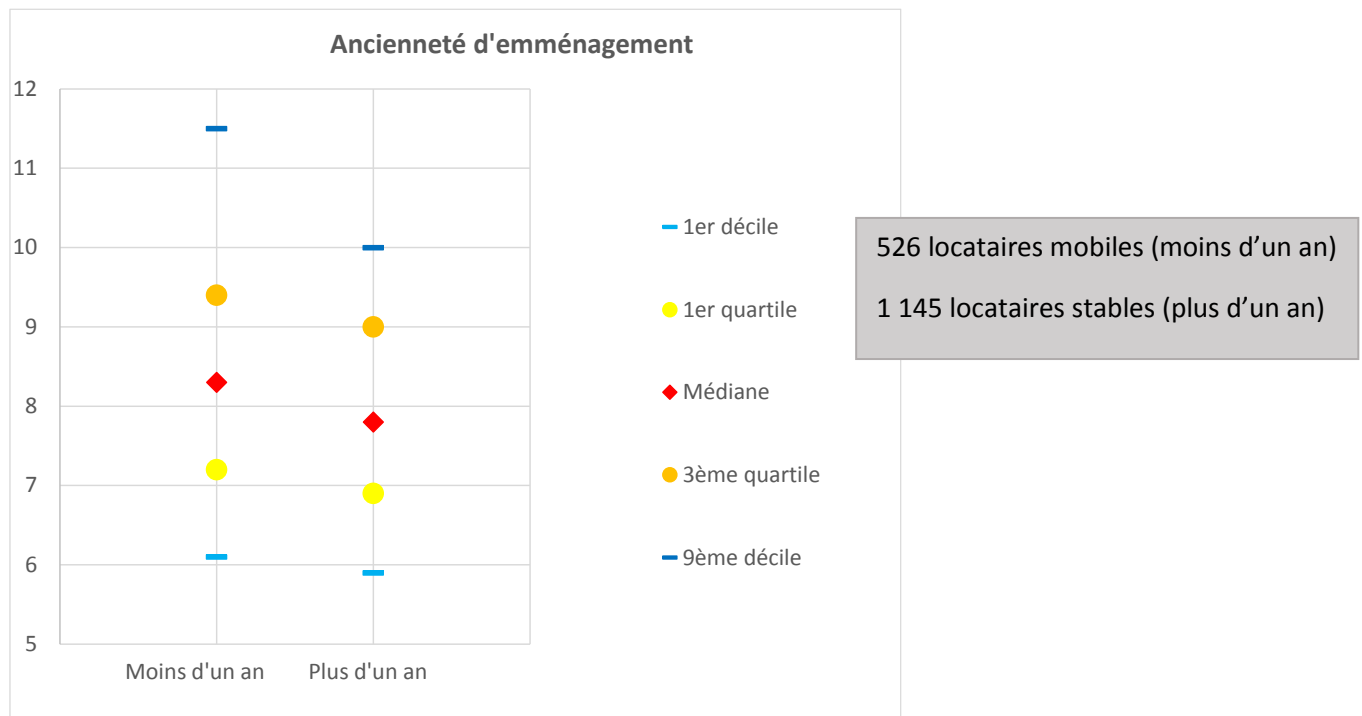 Ancienneté d'emménagement
12
11
10
9
8
7
6
5
Moins d'un an
Plus d'un an
1er décile
1er quartile
Médiane
3ème quartile
9ème décile
526 locataires mobiles (moins d’un an)
1 145 locataires stables (plus d’un an)